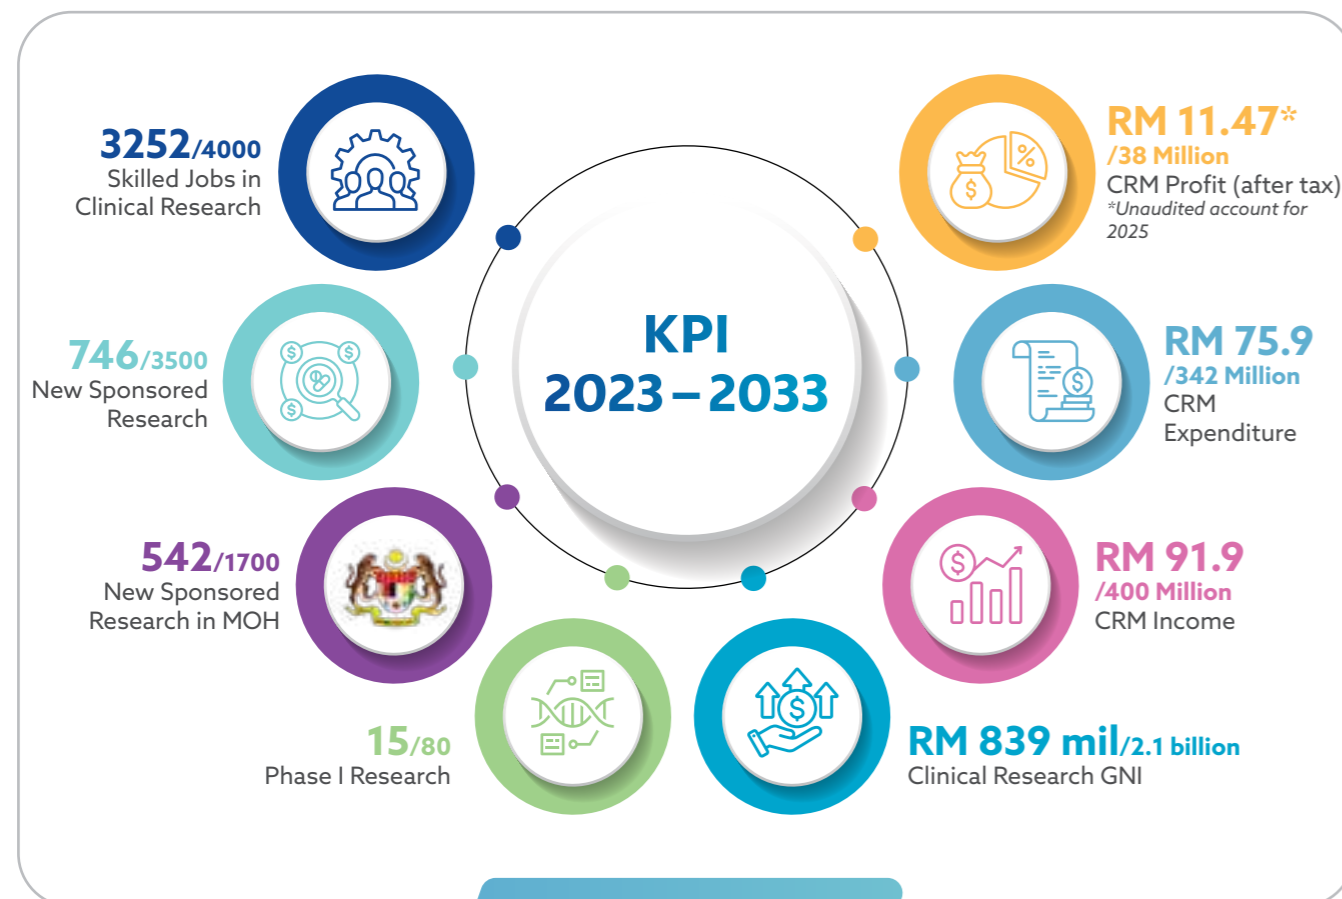 KPI
2023 – 2033
3252/4000
Skilled Jobs in
Clinical Research
746/3500
New Sponsored
Research
542/1700
New Sponsored
Research in MOH
15/80
Phase I Research
RM 839 mil/2.1 billion
Clinical Research GNI
RM 91.9
/400 Million
CRM Income
RM 75.9
/342 Million
CRM
Expenditure
RM 11.47*
/38 Million
CRM Profit (after tax)
*Unaudited account for
2025